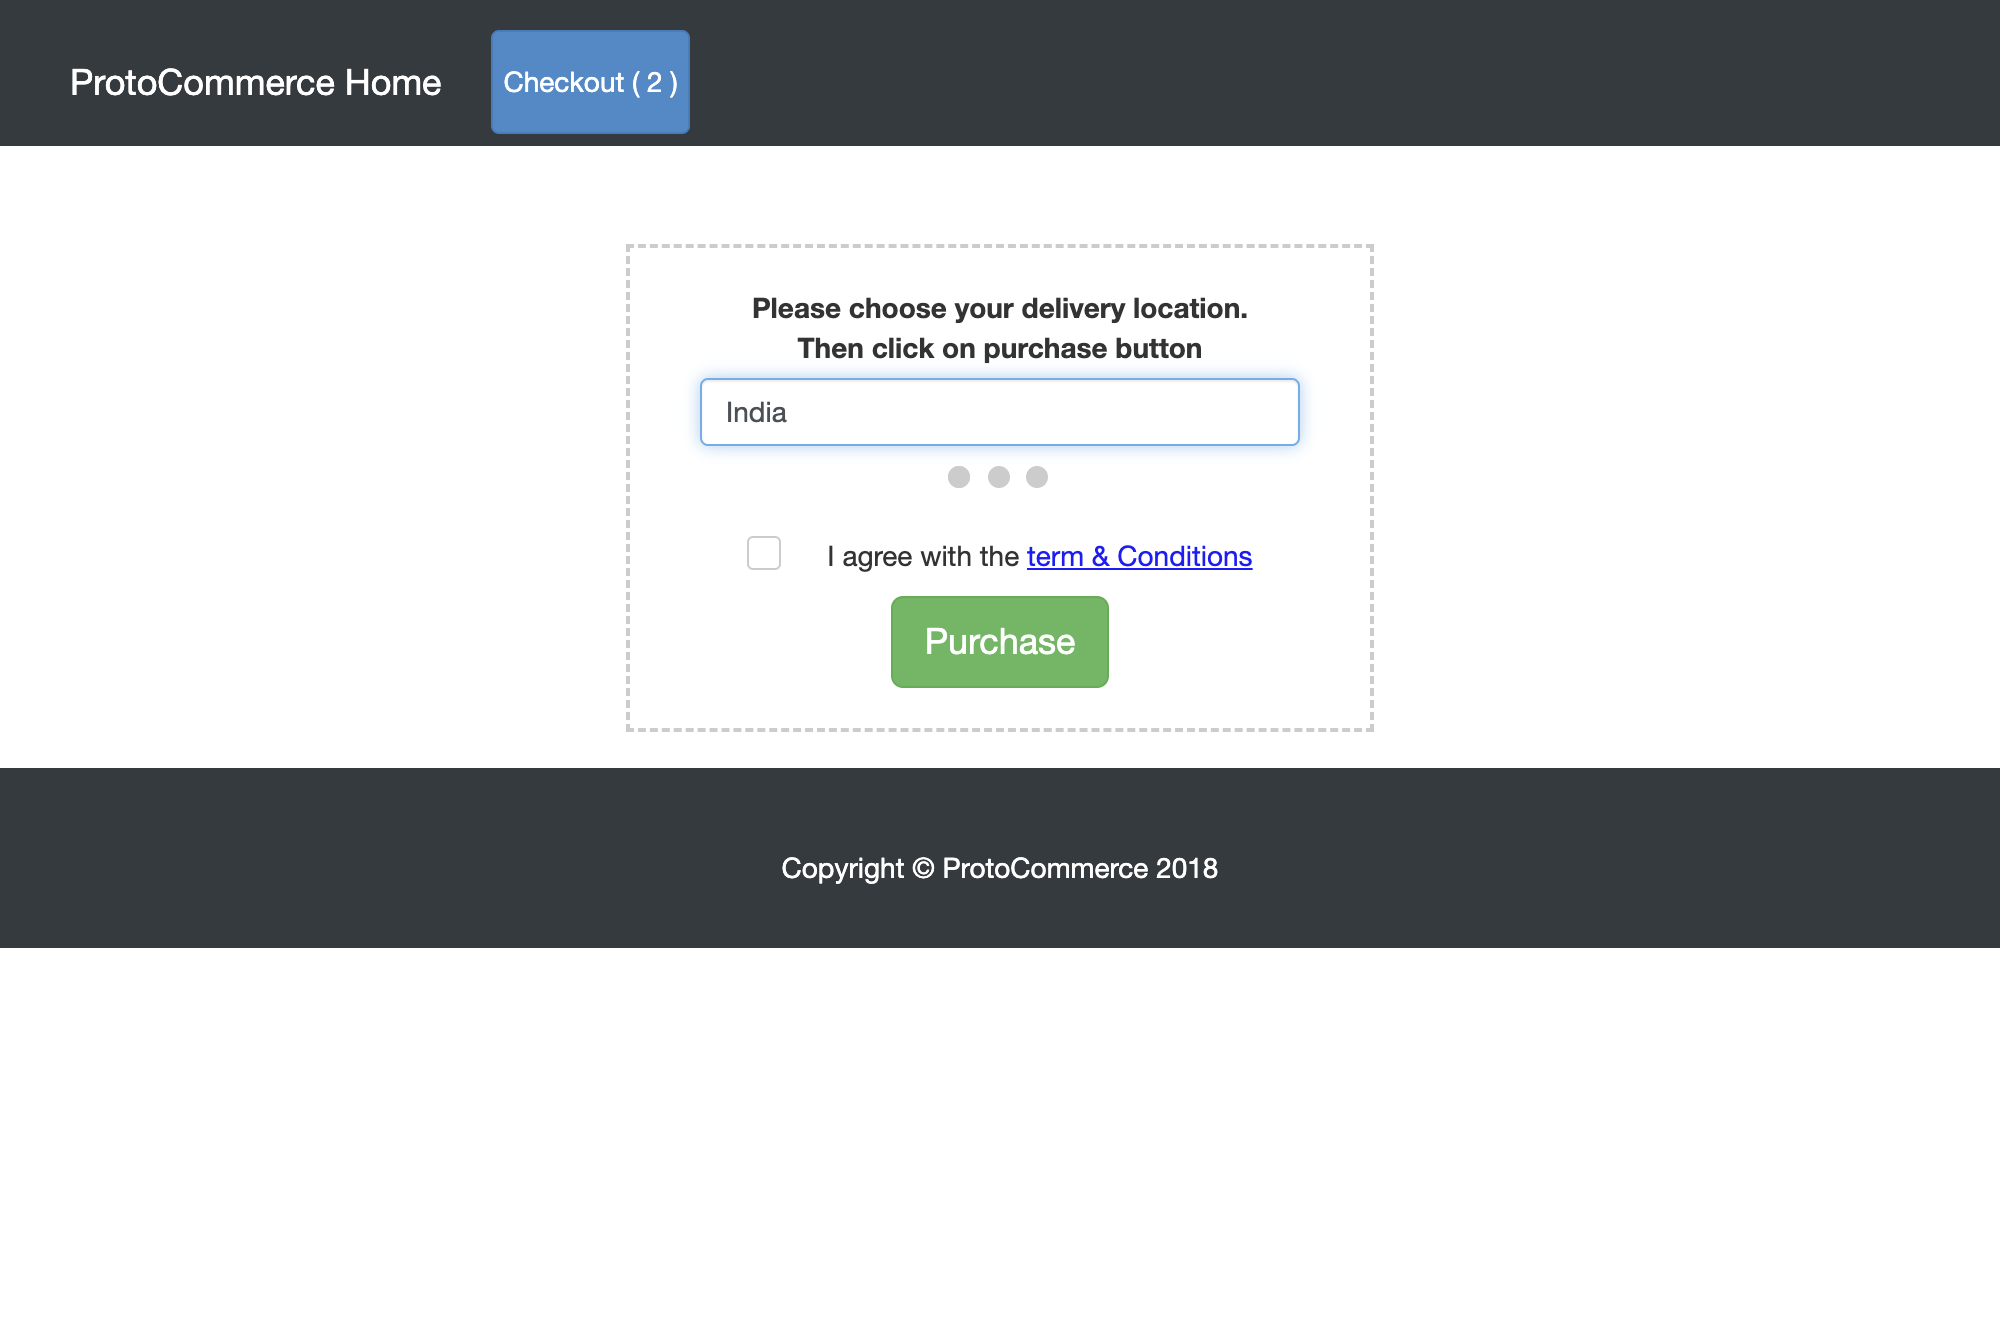 ProtoCommerce Home
Checkout ( 2 )
Please choose your delivery location.
Then click on purchase button
India
I agree with the term & Conditions
Purchase
Copyright © ProtoCommerce 2018